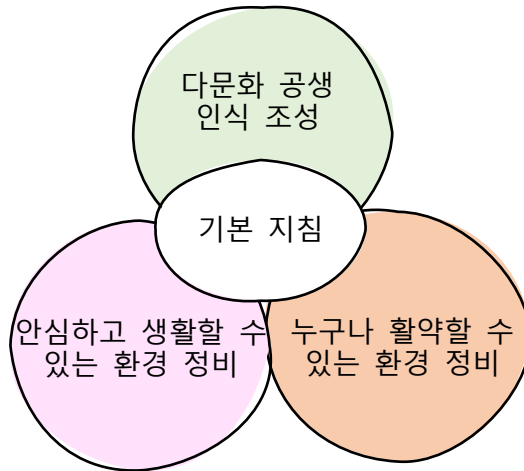 다문화 공생
인식 조성
기본 지침
안심하고 생활할 수
있는 환경 정비
누구나 활약할 수
있는 환경 정비